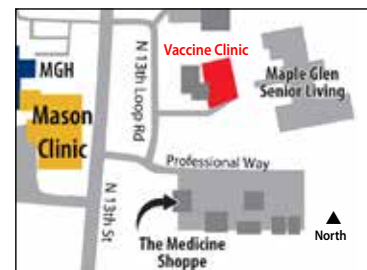 Vaccine Clinic
N 13th Loop Rd
MGH
Maple Glen
Senior Living
Mason
Clinic
Professional Way
N 13th St
The Medicine
Shoppe
North